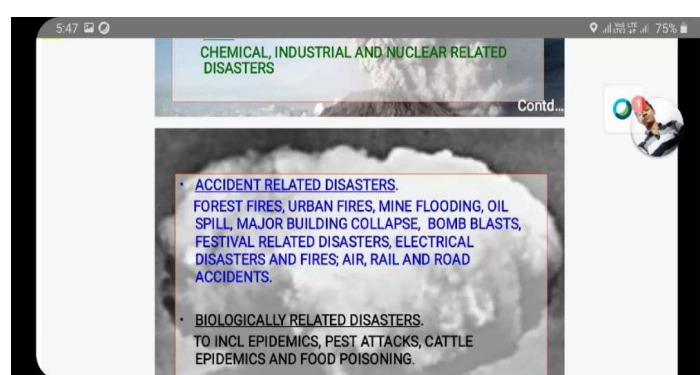 5:47
75%
CHEMICAL, INDUSTRIAL AND NUCLEAR RELATED
DISASTERS
Contd...
1
• ACCIDENT RELATED DISASTERS.
FOREST FIRES, URBAN FIRES, MINE FLOODING, OIL
SPILL, MAJOR BUILDING COLLAPSE, BOMB BLASTS,
FESTIVAL RELATED DISASTERS, ELECTRICAL
DISASTERS AND FIRES; AIR, RAIL AND ROAD
ACCIDENTS.
• BIOLOGICALLY RELATED DISASTERS.
TO INCL EPIDEMICS, PEST ATTACKS, CATTLE
EPIDEMICS AND FOOD POISONING.